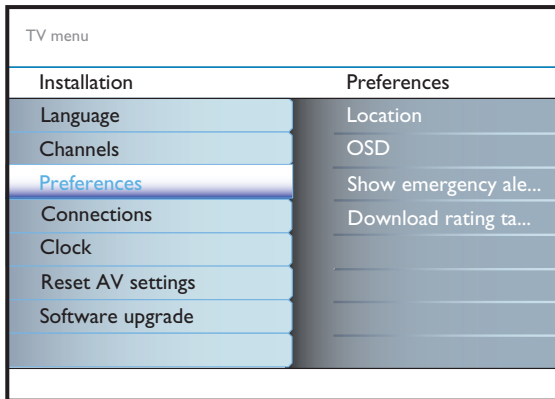 TV menu
Installation
Preferences
Language
Location
Channels
OSD
Preferences
Show emergency ale...
Connections
Download rating ta...
Clock
Reset AV settings
Software upgrade